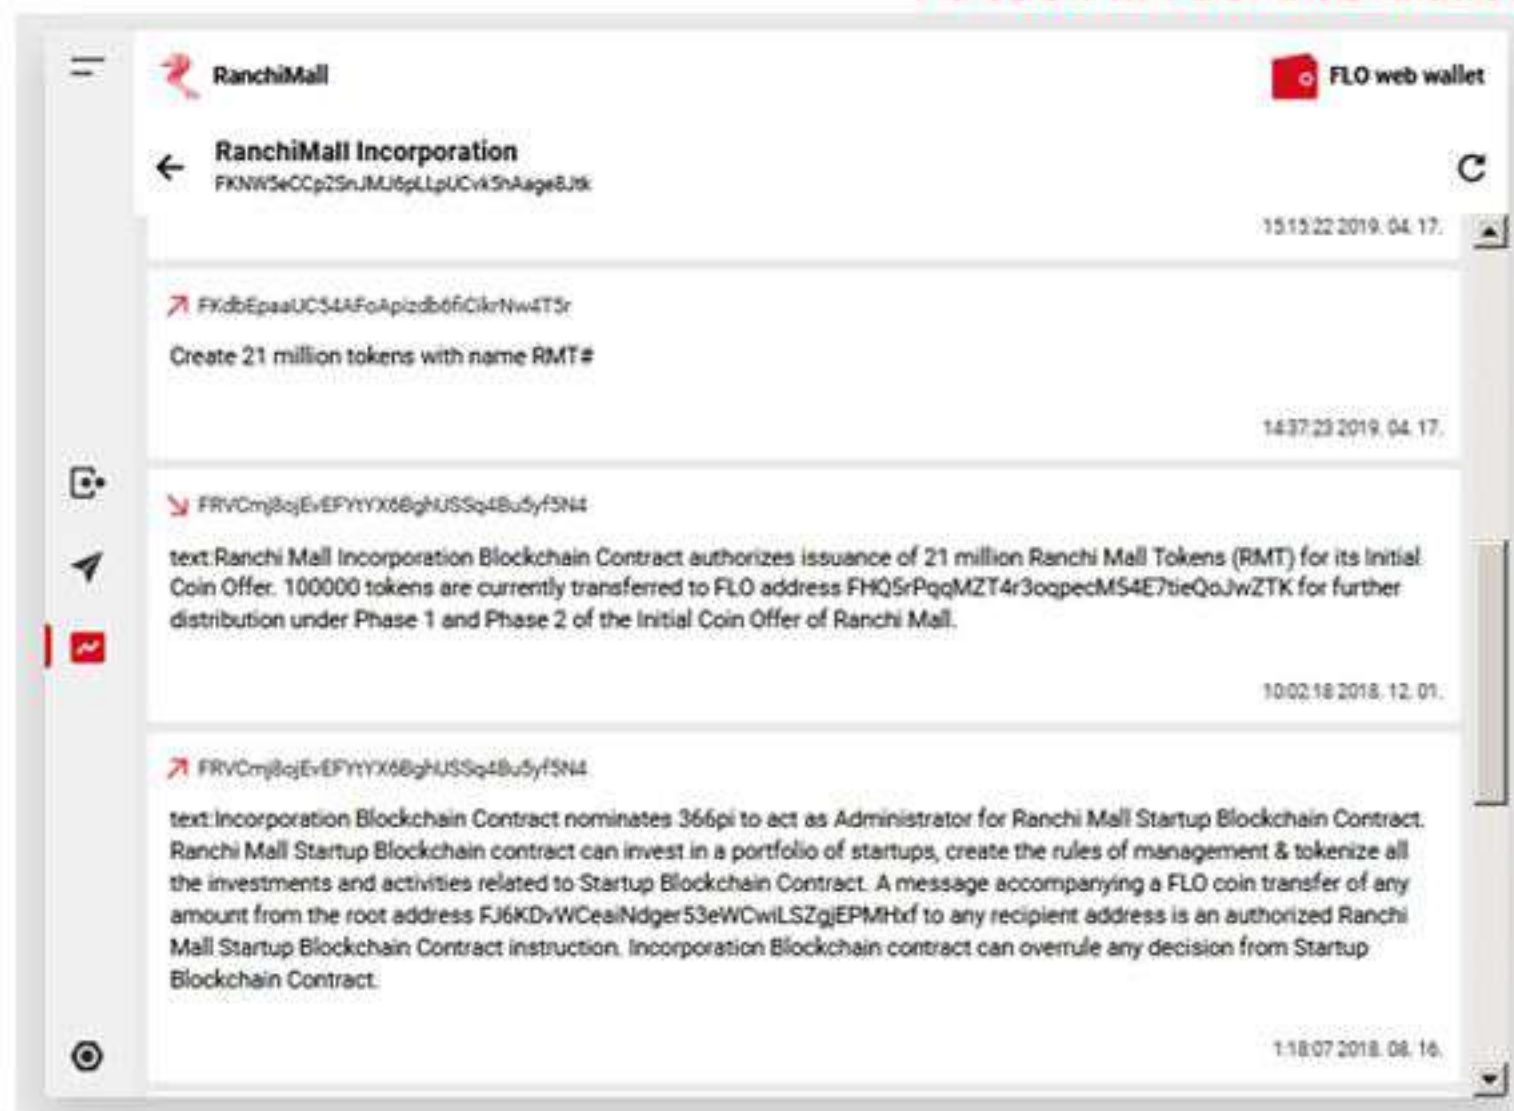 RanchiMall
FLO web wallet
RanchiMall Incorporation
FKNW5eCCp2SnJMJ6pLLpUCvk5hAage8Jtk
15:15:22 2019. 04. 17.
FKdbEpaaUC54AFoApizdb6fiCikrNw4T5r
Create 21 million tokens with name RMT#
14:37:23 2019. 04. 17.
FRVCmj8ojEvEFYtYX6BghUSSq4Bu5yf5N4
text:Ranchi Mall Incorporation Blockchain Contract authorizes issuance of 21 million Ranchi Mall Tokens (RMT) for its Initial
Coin Offer. 100000 tokens are currently transferred to FLO address FHQ5rPqqMZT4r3oqpecM54E7tieQoJwZTK for further
distribution under Phase 1 and Phase 2 of the Initial Coin Offer of Ranchi Mall.
10:02:18 2018. 12. 01.
FRVCmj8ojEvEFYtYX6BghUSSq4Bu5yf5N4
text:Incorporation Blockchain Contract nominates 366pi to act as Administrator for Ranchi Mall Startup Blockchain Contract.
Ranchi Mall Startup Blockchain contract can invest in a portfolio of startups, create the rules of management & tokenize all
the investments and activities related to Startup Blockchain Contract. A message accompanying a FLO coin transfer of any
amount from the root address FJ6KDvWCeaiNdger53eWCwiLSZgjEPMHxf to any recipient address is an authorized Ranchi
Mall Startup Blockchain Contract instruction. Incorporation Blockchain contract can overrule any decision from Startup
Blockchain Contract.
1:18:07 2018. 08. 16.